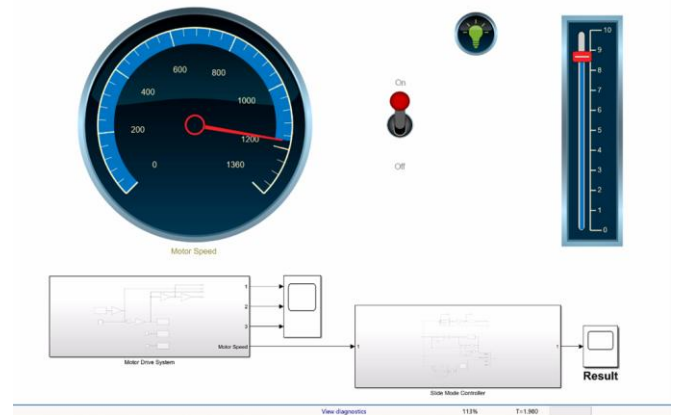 600
800
400
1000
200
1200
0
1360
Motor Speed
On
Off
10
9
8
7
6
5
4
3
2
1
0
1
2
3
Motor Speed
Motor Drive System
1
1
Slide Mode Controller
Result
View diagnostics
113%
T=1.980